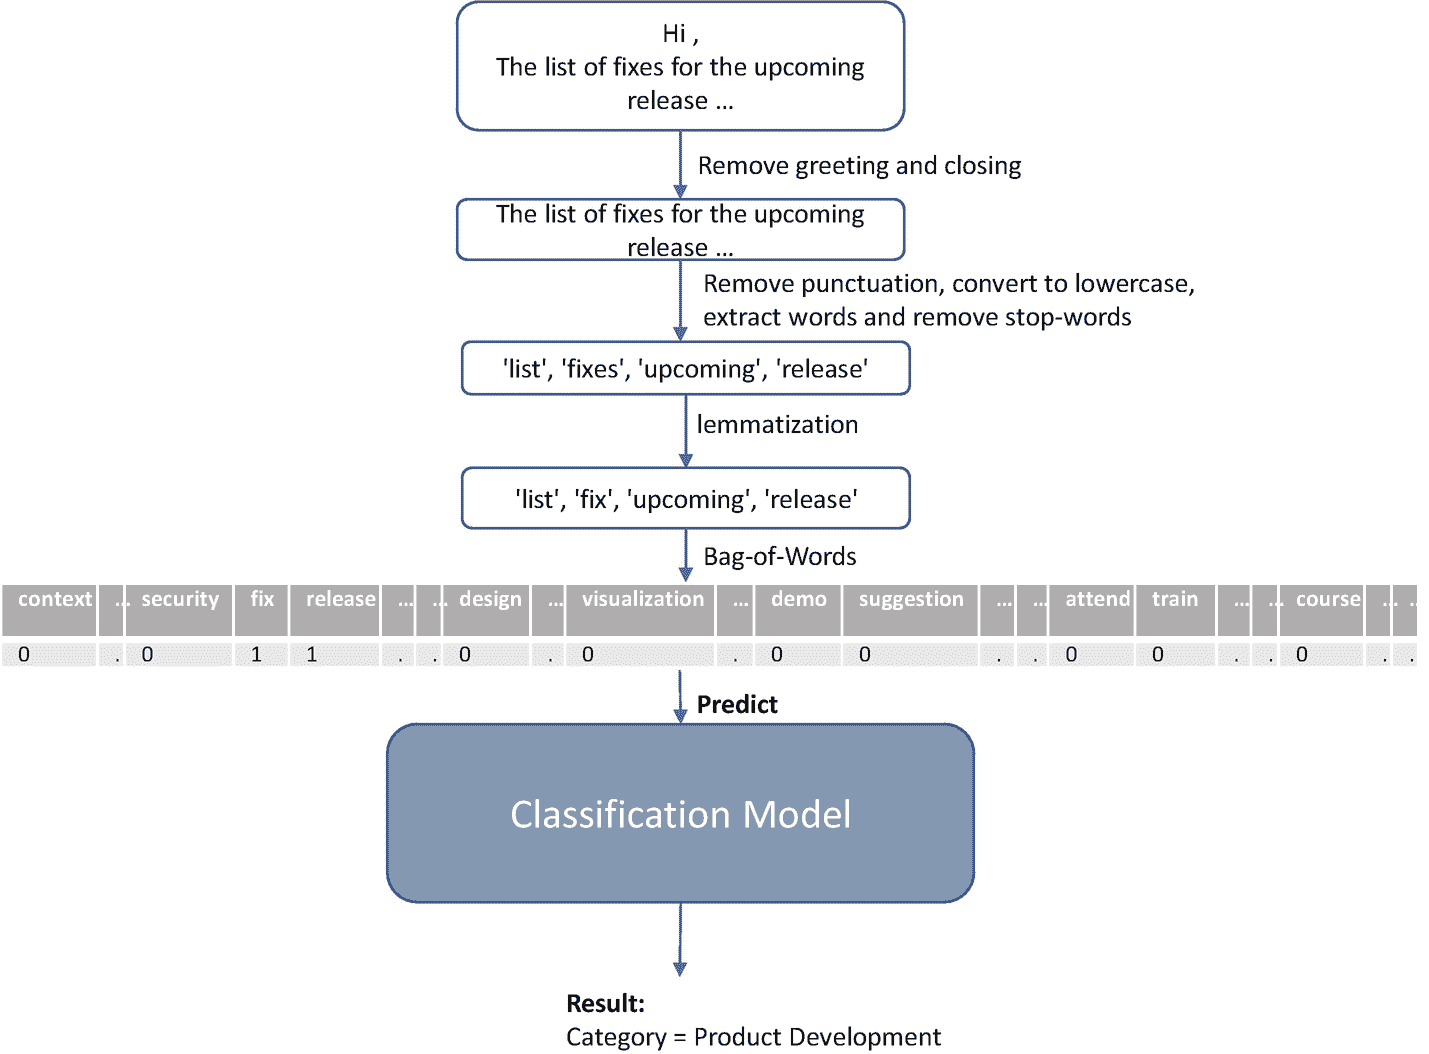 Hi ,
The list of fixes for the upcoming
release ...
Remove greeting and closing
The list of fixes for the upcoming
release ...
Remove punctuation, convert to lowercase,
extract words and remove stop-words
'list', 'fixes', 'upcoming', 'release'
lemmatization
'list', 'fix', 'upcoming', 'release'
Bag-of-Words
context ... security fix release ... ... design ... visualization ... demo suggestion ... ... attend train ... ... course ... ...
0 . 0 1 1 . . 0 . 0 . 0 0 . . 0 0 . . 0 . .
Predict
Classification Model
Result:
Category = Product Development